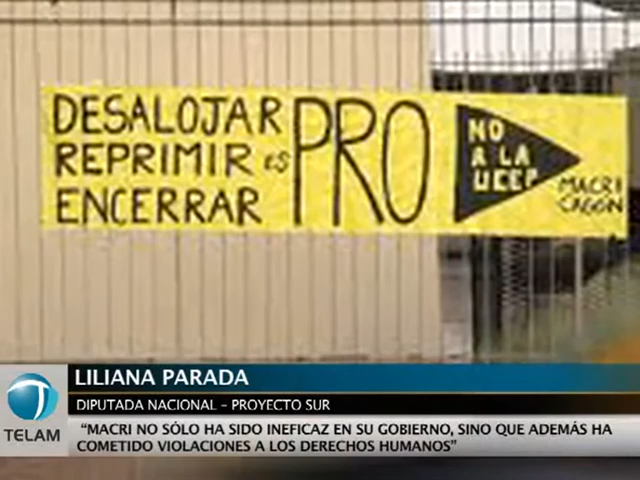 DESALOJAR
REPRIMIR es
ENCERRAR
PRO
NO
A LA
UCEP
MACRI
CAGON
LILIANA PARADA
DIPUTADA NACIONAL – PROYECTO SUR
TELAM
“MACRI NO SÓLO HA SIDO INEFICAZ EN SU GOBIERNO, SINO QUE ADEMÁS HA
COMETIDO VIOLACIONES A LOS DERECHOS HUMANOS”